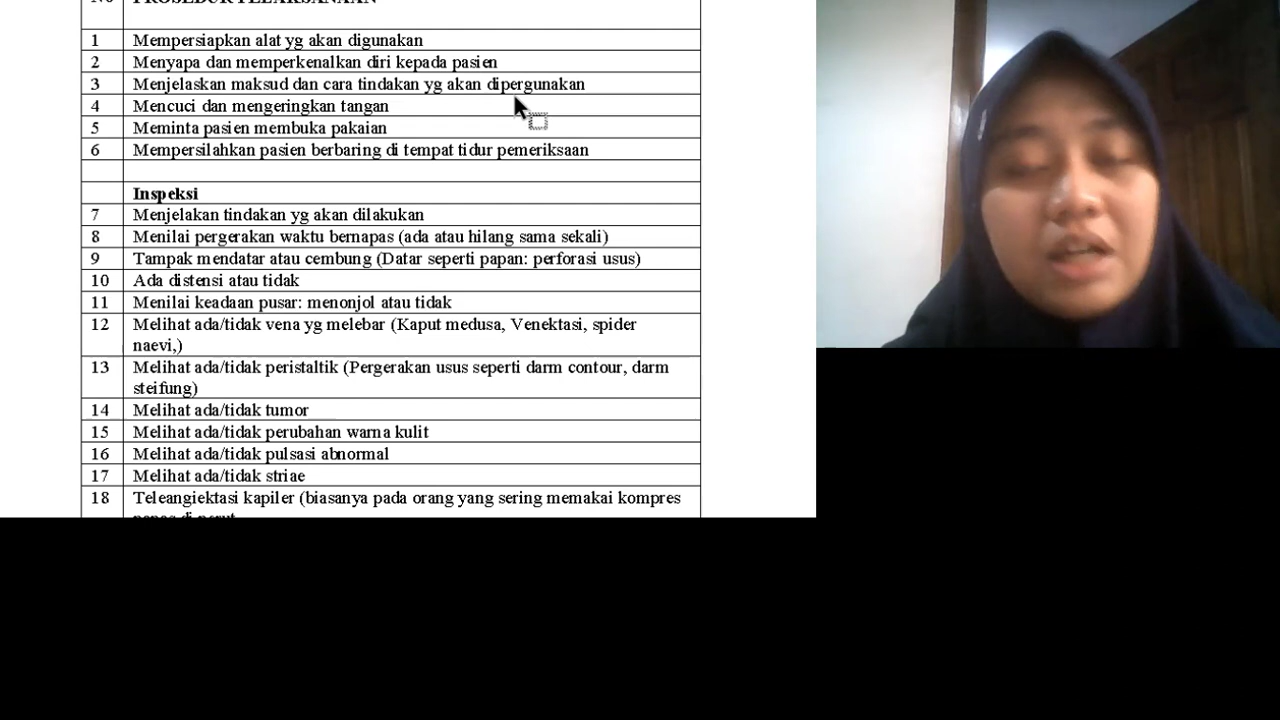 No PROSEDUR PELAKSANAAN
1 Mempersiapkan alat yg akan digunakan
2 Menyapa dan memperkenalkan diri kepada pasien
3 Menjelaskan maksud dan cara tindakan yg akan dipergunakan
4 Mencuci dan mengeringkan tangan
5 Meminta pasien membuka pakaian
6 Mempersilahkan pasien berbaring di tempat tidur pemeriksaan
Inspeksi
7 Menjelakan tindakan yg akan dilakukan
8 Menilai pergerakan waktu bernapas (ada atau hilang sama sekali)
9 Tampak mendatar atau cembung (Datar seperti papan: perforasi usus)
10 Ada distensi atau tidak
11 Menilai keadaan pusar: menonjol atau tidak
12 Melihat ada/tidak vena yg melebar (Kaput medusa, Venektasi, spider
naevi,)
13 Melihat ada/tidak peristaltik (Pergerakan usus seperti darm contour, darm
steifung)
14 Melihat ada/tidak tumor
15 Melihat ada/tidak perubahan warna kulit
16 Melihat ada/tidak pulsasi abnormal
17 Melihat ada/tidak striae
18 Teleangiektasi kapiler (biasanya pada orang yang sering memakai kompres
panas di perut